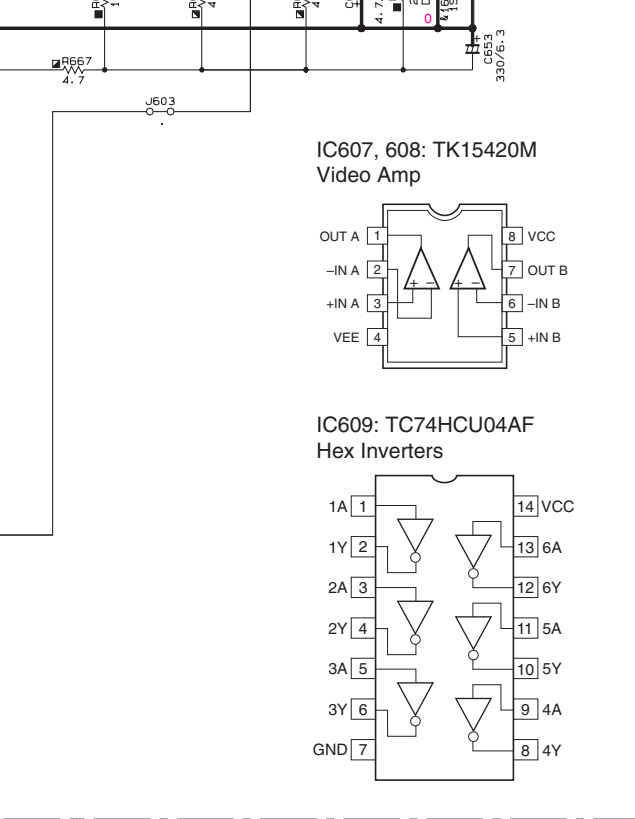 R667
4.7
J603
C653
330/6.3
4.7
0
IC607, 608: TK15420M
Video Amp
OUT A 1
–IN A 2
+IN A 3
VEE 4
8 VCC
7 OUT B
6 –IN B
5 +IN B
+ –
+ –
IC609: TC74HCU04AF
Hex Inverters
1A 1
1Y 2
2A 3
2Y 4
3A 5
3Y 6
GND 7
14 VCC
13 6A
12 6Y
11 5A
10 5Y
9 4A
8 4Y